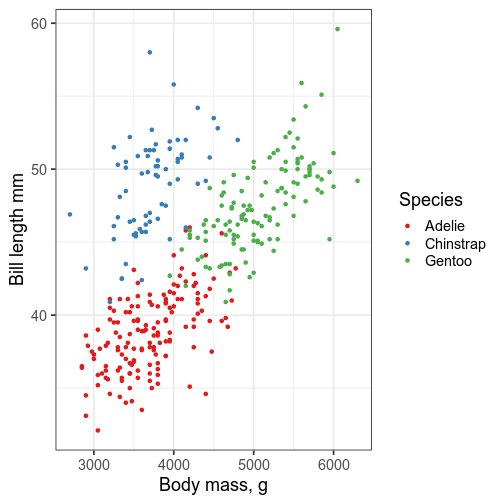 60
50
40
Bill length mm
3000 4000 5000 6000
Body mass, g
Species
Adelie
Chinstrap
Gentoo